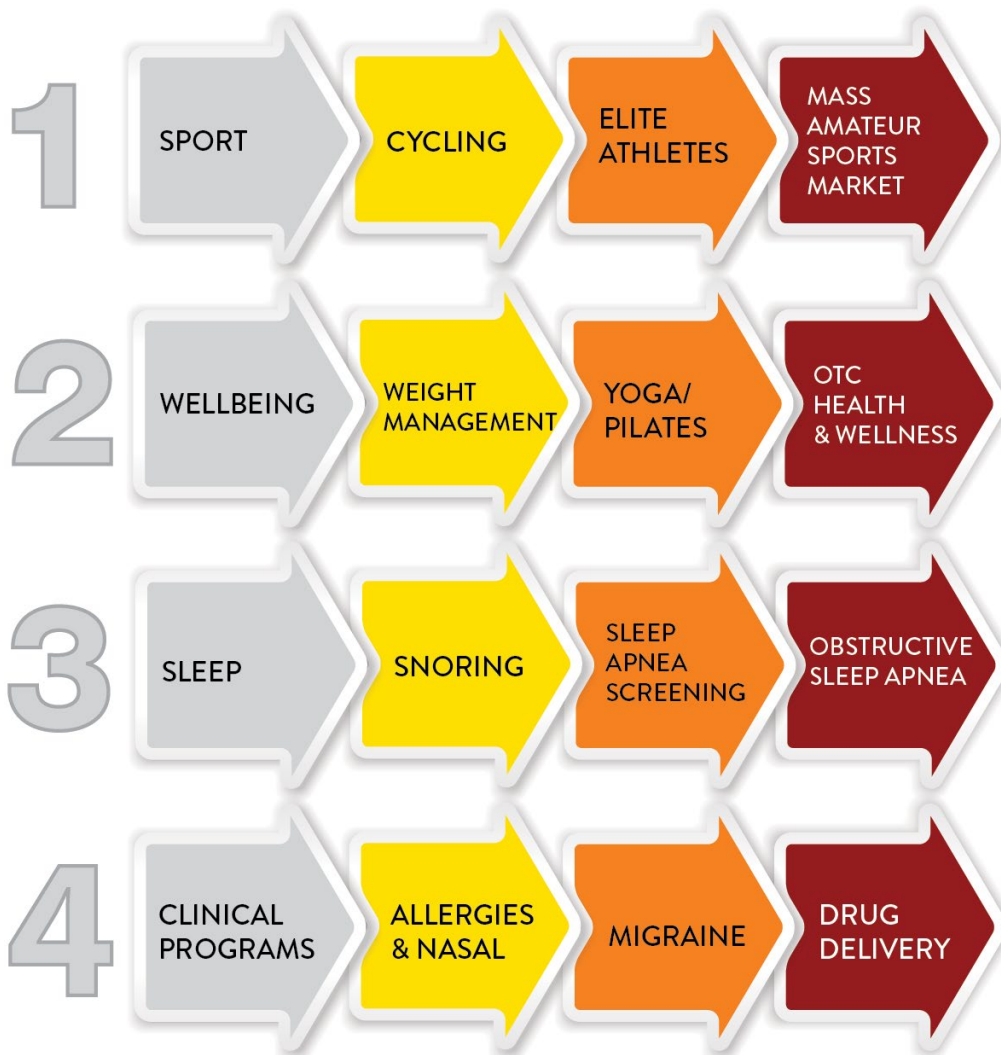 1
SPORT
CYCLING
ELITE
ATHLETES
MASS
AMATEUR
SPORTS
MARKET
2
WELLBEING
WEIGHT
MANAGEMENT
YOGA/
PILATES
OTC
HEALTH
& WELLNESS
3
SLEEP
SNORING
SLEEP
APNEA
SCREENING
OBSTRUCTIVE
SLEEP APNEA
4
CLINICAL
PROGRAMS
ALLERGIES
& NASAL
MIGRAINE
DRUG
DELIVERY